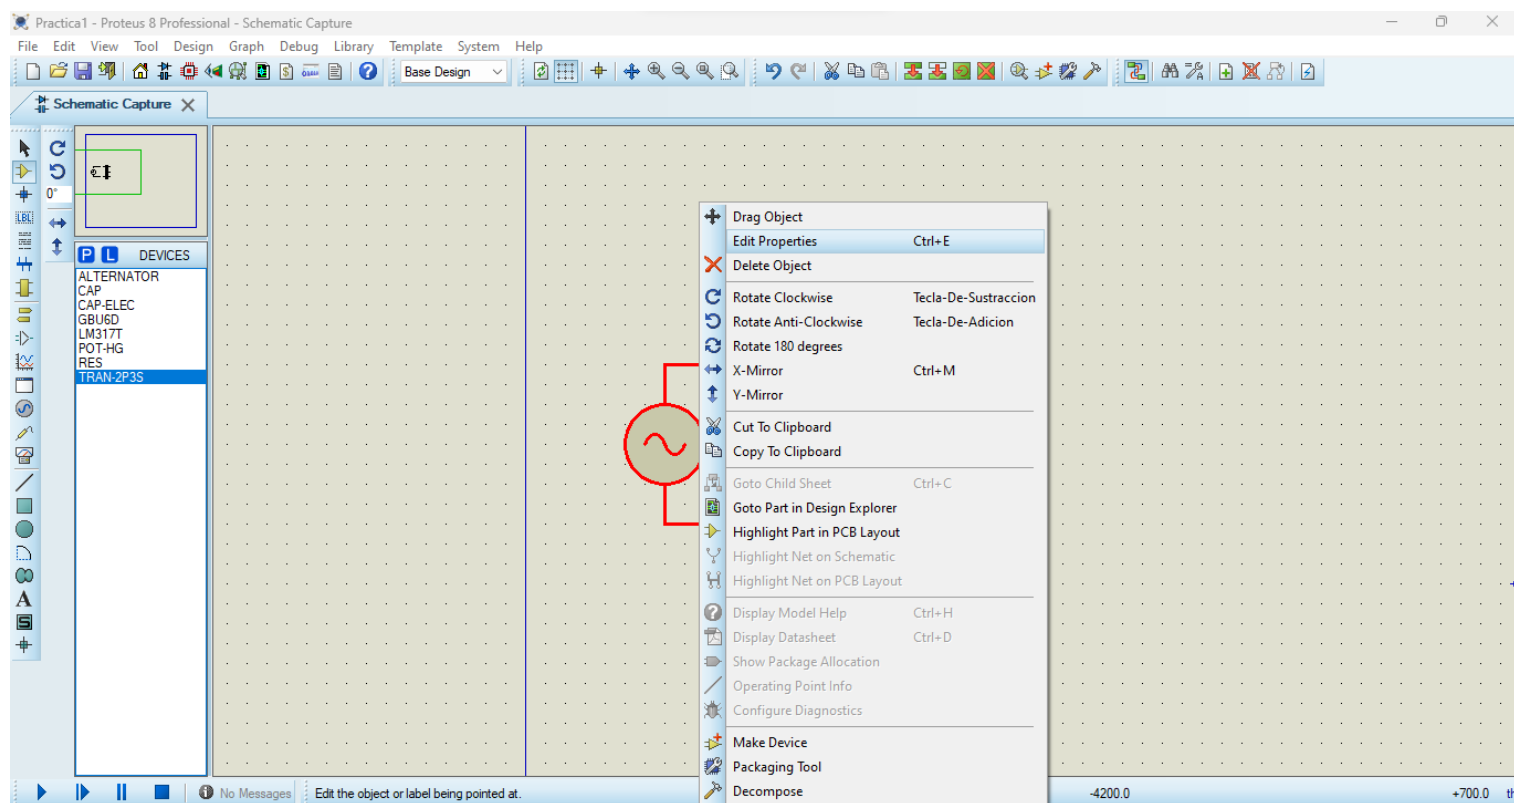 Practica1 - Proteus 8 Professional - Schematic Capture
File Edit View Tool Design Graph Debug Library Template System Help
Base Design
Schematic Capture
0°
LBL
P L DEVICES
ALTERNATOR
CAP
CAP-ELEC
GBU6D
LM317T
POT-HG
RES
TRAN-2P3S
A
S
Drag Object
Edit Properties Ctrl+E
Delete Object
Rotate Clockwise Tecla-De-Sustraccion
Rotate Anti-Clockwise Tecla-De-Adicion
Rotate 180 degrees
X-Mirror Ctrl+M
Y-Mirror
Cut To Clipboard
Copy To Clipboard
Goto Child Sheet Ctrl+C
Goto Part in Design Explorer
Highlight Part in PCB Layout
Highlight Net on Schematic
Highlight Net on PCB Layout
Display Model Help Ctrl+H
Display Datasheet Ctrl+D
Show Package Allocation
Operating Point Info
Configure Diagnostics
Make Device
Packaging Tool
Decompose
No Messages Edit the object or label being pointed at. -4200.0 +700.0 th